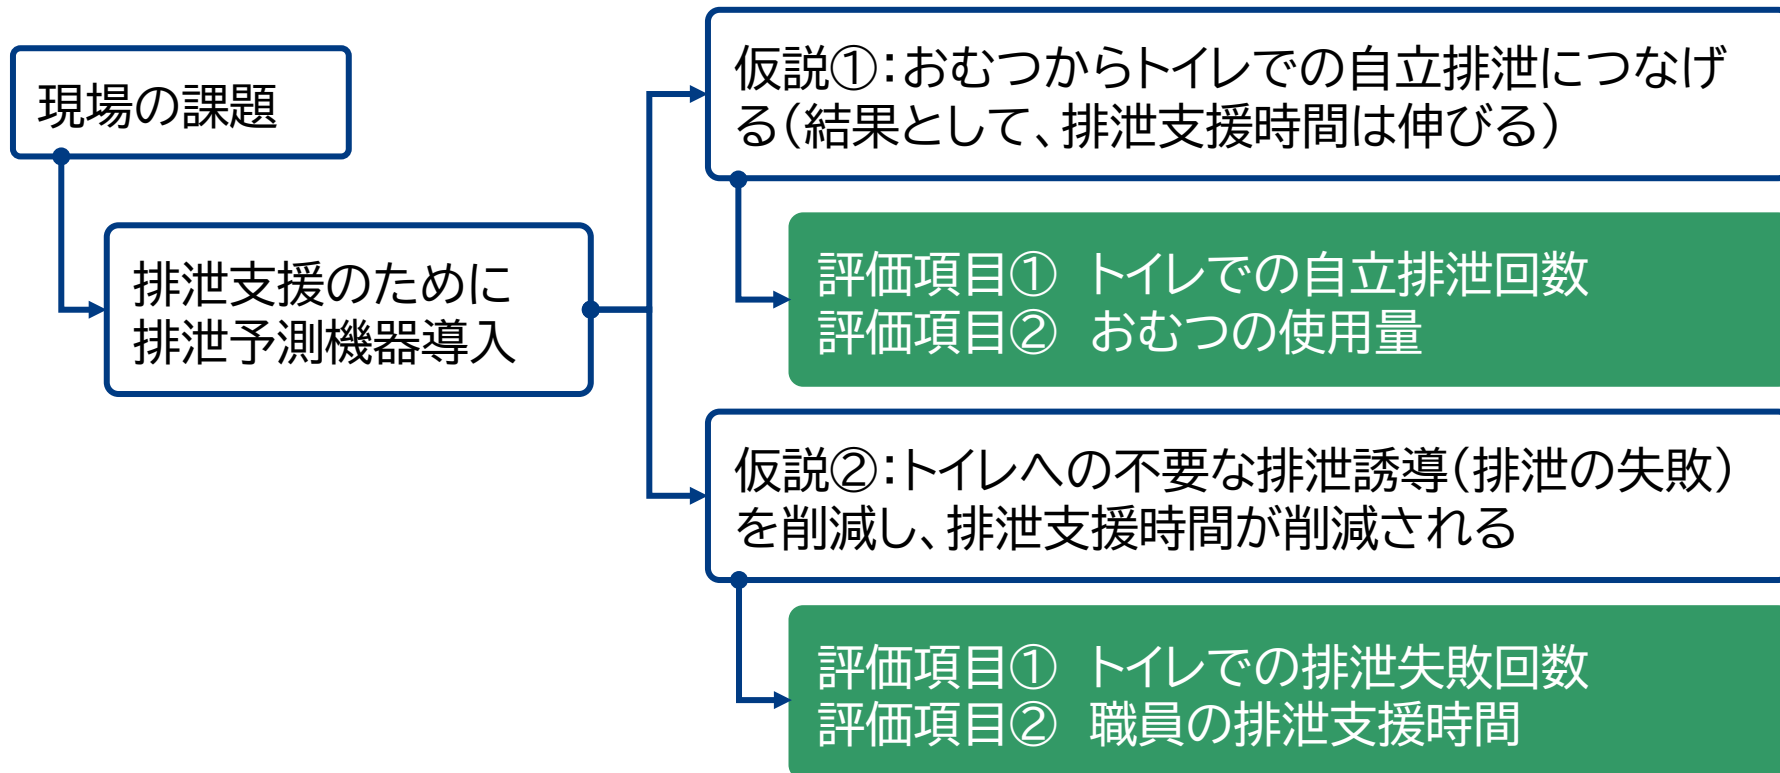 現場の課題
排泄支援のために
排泄予測機器導入
仮説①：おむつからトイレでの自立排泄につなげ
る（結果として、排泄支援時間は伸びる）
評価項目①　トイレでの自立排泄回数
評価項目②　おむつの使用量
仮説②：トイレへの不要な排泄誘導（排泄の失敗）
を削減し、排泄支援時間が削減される
評価項目①　トイレでの排泄失敗回数
評価項目②　職員の排泄支援時間